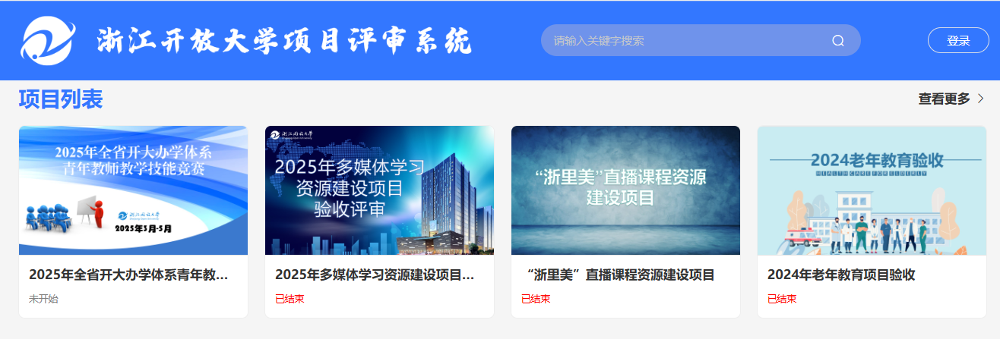 浙江开放大学项目评审系统
请输入关键字搜索
登录
项目列表
查看更多
2025年全省开大办学体系
青年教师教学技能竞赛
浙江开放大学
Zhejiang Open University
2025年3月-5月
2025年全省开大办学体系青年教...
未开始
浙江开放大学
Zhejiang Open University
2025年多媒体学习
资源建设项目
验收评审
2025年多媒体学习资源建设项目...
已结束
“浙里美”直播课程资源
建设项目
“浙里美”直播课程资源建设项目
已结束
2024老年教育验收
HEALTH CARE FOR ELDERLY
2024年老年教育项目验收
已结束